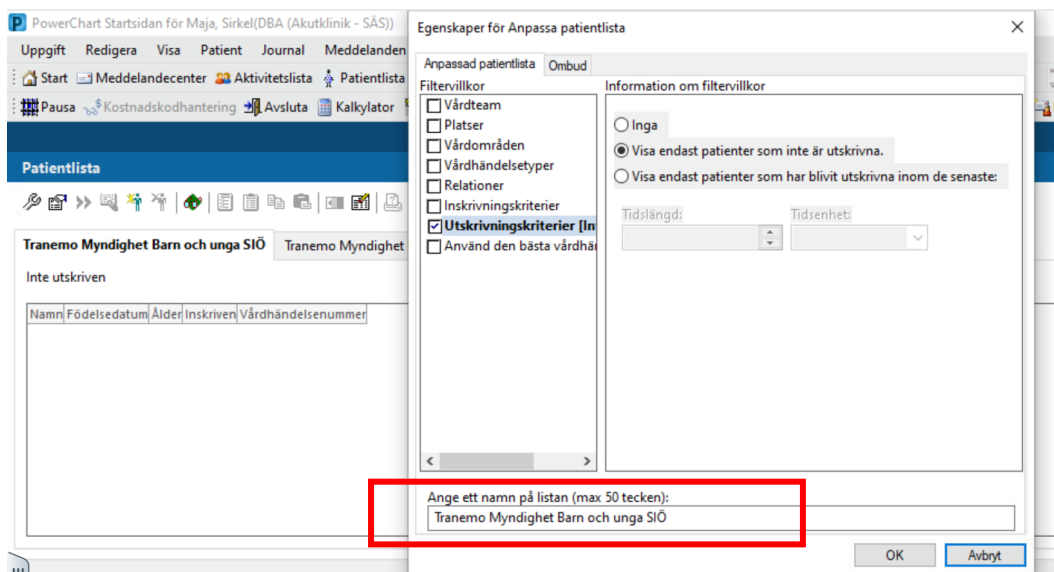 PowerChart Startsidan för Maja, Sirkel(DBA (Akutklinik - SÄS))
Uppgift Redigera Visa Patient Journal Meddelanden
Start Meddelandecenter Aktivitetslista Patientlista
Pausa Kostnadskodhantering Avsluta Kalkylator
Patientlista
Tranemo Myndighet Barn och unga SIÖ Tranemo Myndighet
Inte utskriven
Namn Födelsedatum Ålder Inskriven Vårdhändelsenummer
Egenskaper för Anpassa patientlista
Anpassad patientlista Ombud
Filtervillkor
Vårdteam
Platser
Vårdområden
Vårdhändelsetyper
Relationer
Inskrivningskriterier
Utskrivningskriterier [In
Använd den bästa vårdhä
Information om filtervillkor
Inga
Visa endast patienter som inte är utskrivna.
Visa endast patienter som har blivit utskrivna inom de senaste:
Tidslängd: Tidsenhet:
Ange ett namn på listan (max 50 tecken):
Tranemo Myndighet Barn och unga SIÖ
OK Avbryt